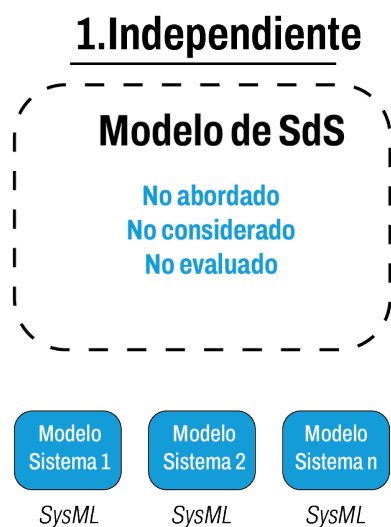 1.Independiente
Modelo de SdS
No abordado
No considerado
No evaluado
Modelo
Sistema 1
Modelo
Sistema 2
Modelo
Sistema n
SysML
SysML
SysML